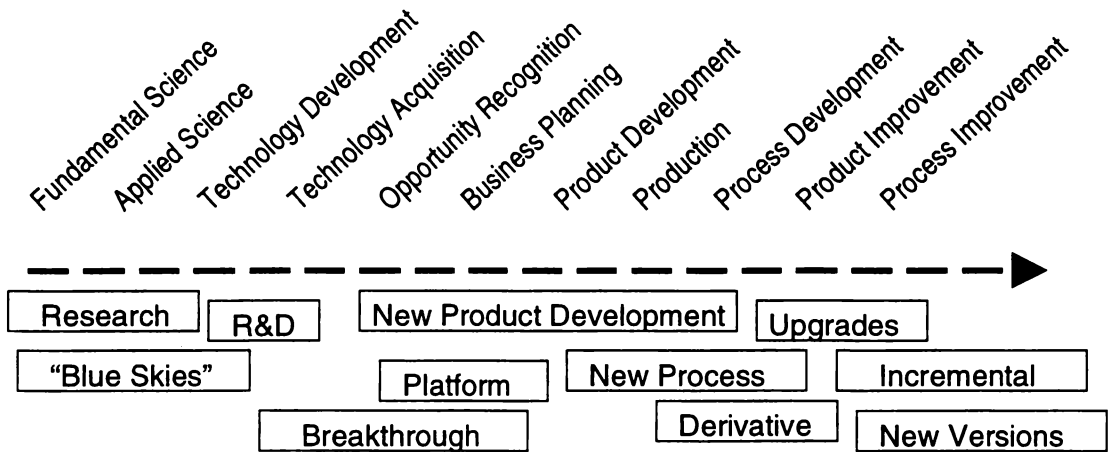 Fundamental Science
Applied Science
Technology Development
Technology Acquisition
Opportunity Recognition
Business Planning
Product Development
Production
Process Development
Product Improvement
Process Improvement
Research
R&D
New Product Development
Upgrades
“Blue Skies”
Platform
New Process
Incremental
Breakthrough
Derivative
New Versions